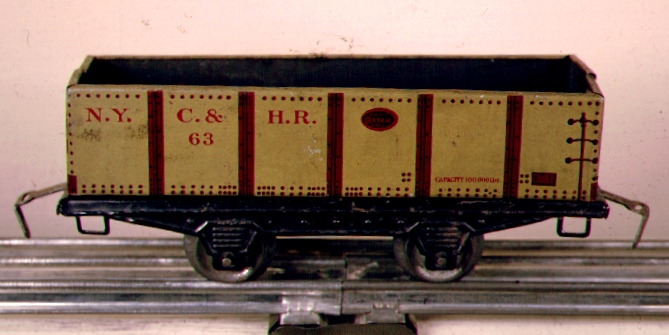 N.Y. C. & H.R.
63
CAPACITY 100,000 Lbs.